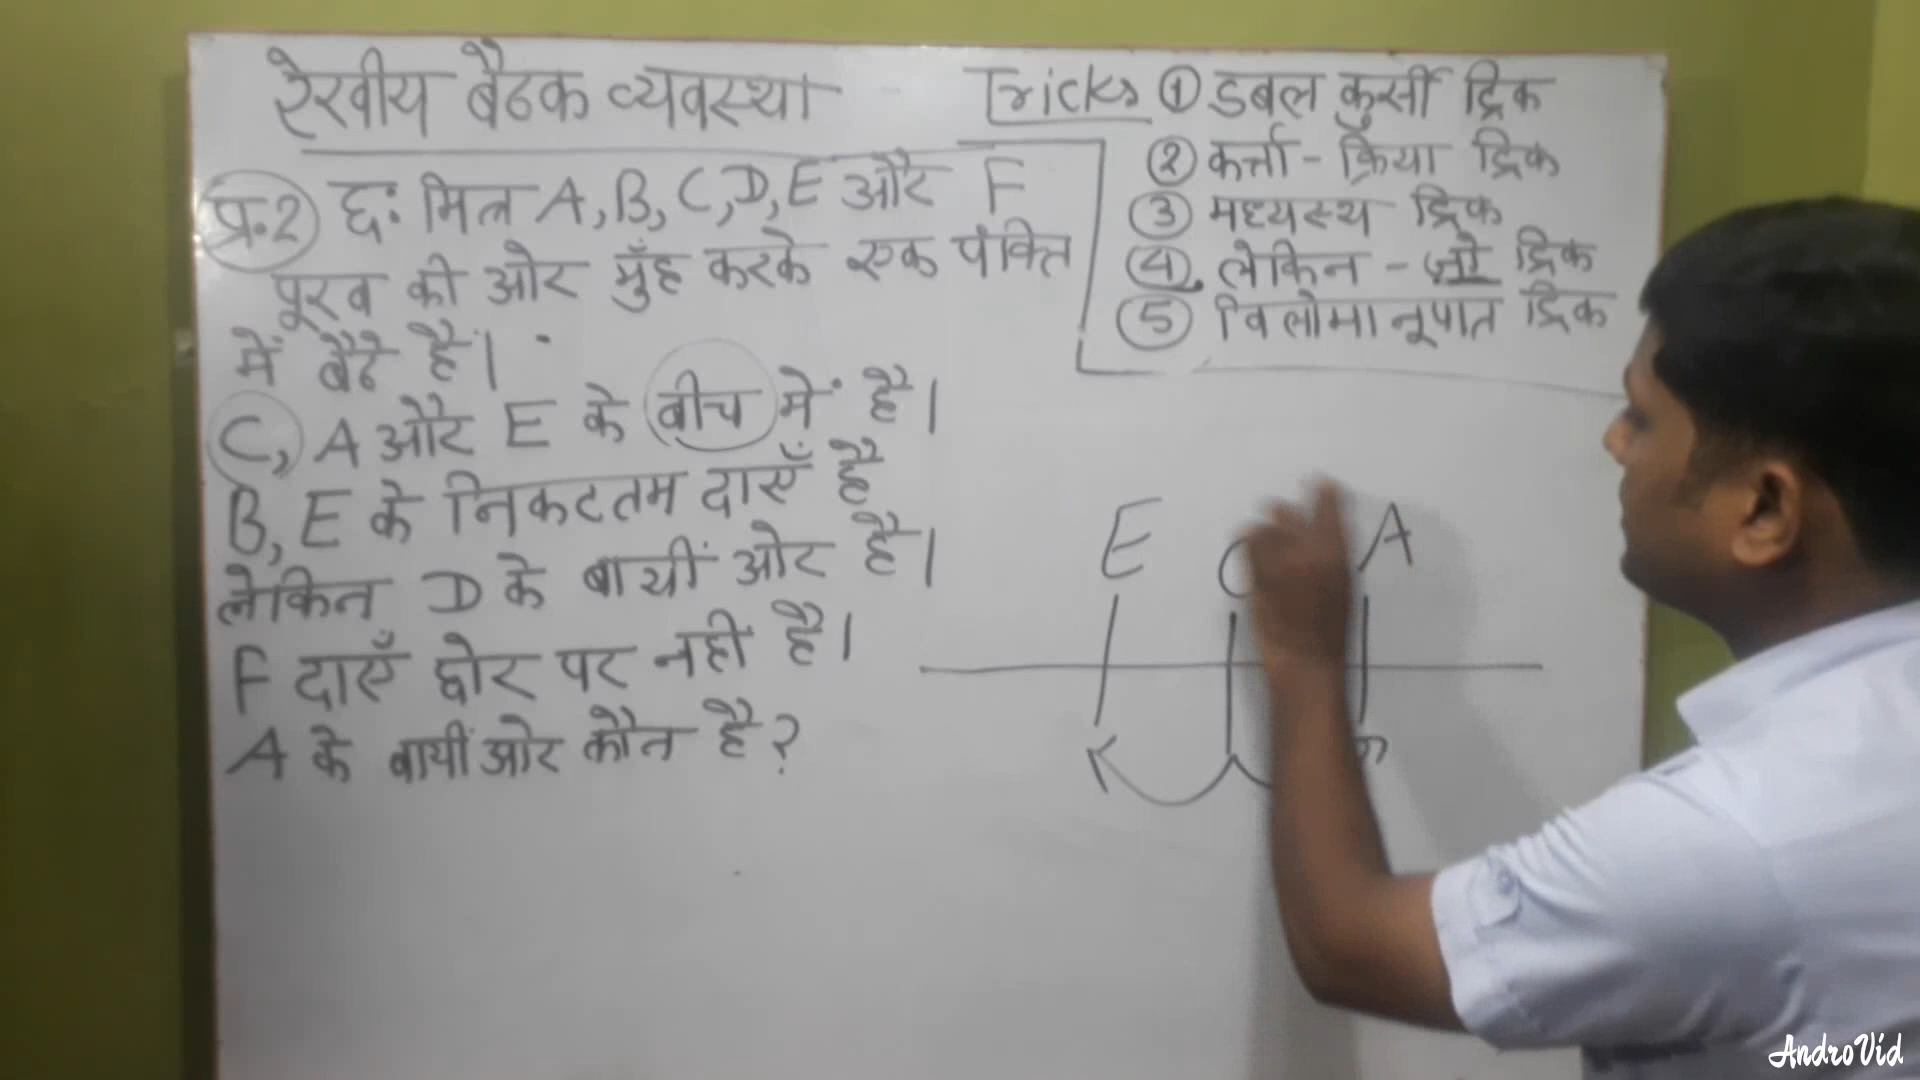 रेखीय बैठक व्यवस्था
Tricks ① डबल कुर्सी ट्रिक
② कर्त्ता - क्रिया ट्रिक
③ मध्यस्थ ट्रिक
④ लेकिन - जो ट्रिक
⑤ विलोमानूपात ट्रिक
प्र.2 छः मित्र A, B, C, D, E और F
पूरब की ओर मुँह करके एक पंक्ति
में बैठे हैं।
C, A और E के बीच में है।
B, E के निकटतम दाएँ है
लेकिन D के बायीं ओर है।
F दाएँ छोर पर नही है।
A के बायीं ओर कौन है?
E C A
AndroVid